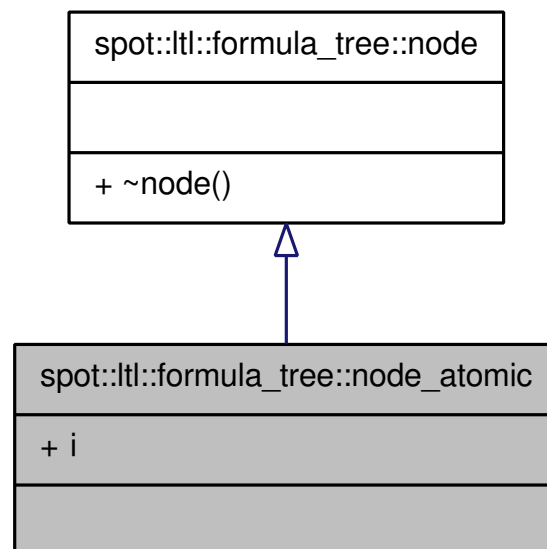 spot::ltl::formula_tree::node
+ ~node()
spot::ltl::formula_tree::node_atomic
+ i